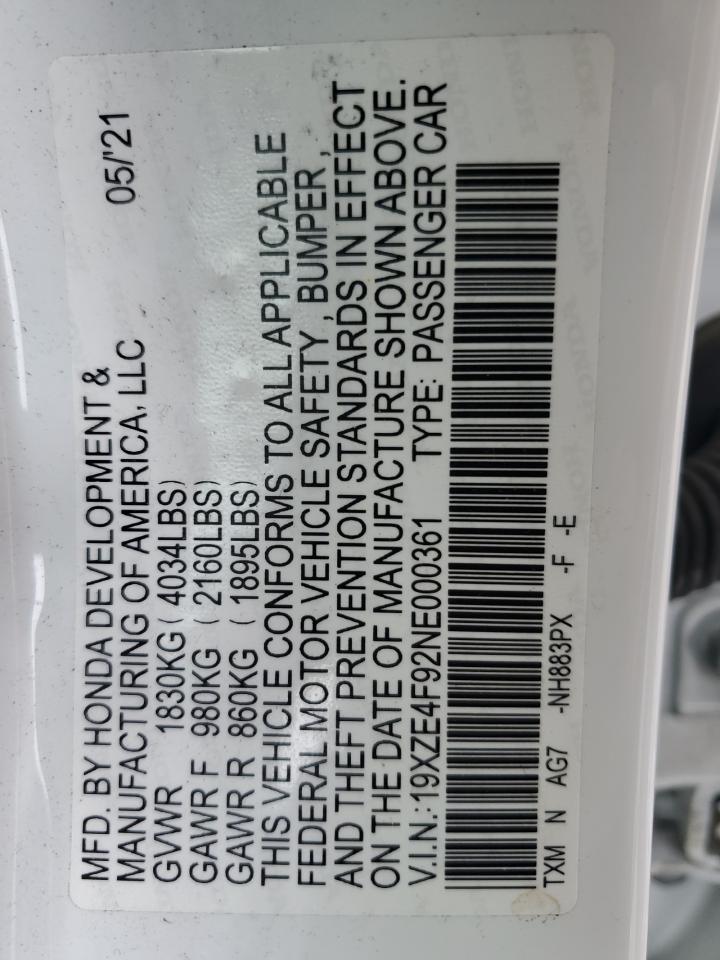 MFD. BY HONDA DEVELOPMENT &
MANUFACTURING OF AMERICA, LLC 05/'21
GVWR 1830KG ( 4034LBS)
GAWR F 980KG ( 2160LBS)
GAWR R 860KG ( 1895LBS)
THIS VEHICLE CONFORMS TO ALL APPLICABLE
FEDERAL MOTOR VEHICLE SAFETY , BUMPER ,
AND THEFT PREVENTION STANDARDS IN EFFECT
ON THE DATE OF MANUFACTURE SHOWN ABOVE.
V.I.N.:19XZE4F92NE000361 TYPE: PASSENGER CAR
TXM N AG7 -NH883PX -F -E